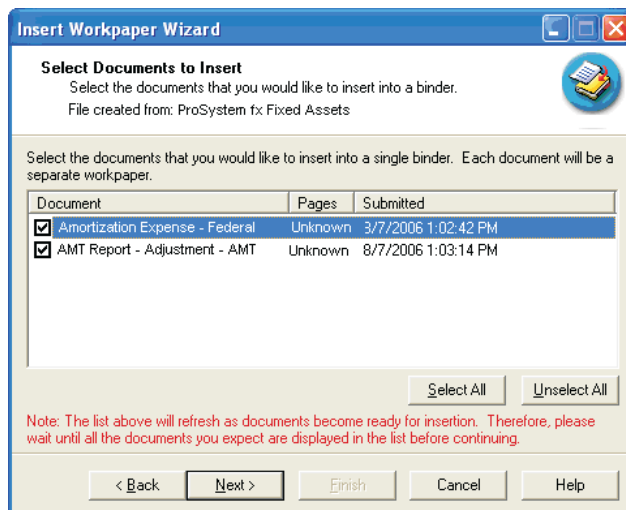 Insert Workpaper Wizard
Select Documents to Insert
Select the documents that you would like to insert into a binder.
File created from: ProSystem fx Fixed Assets
Select the documents that you would like to insert into a single binder. Each document will be a
separate workpaper.
Document Pages Submitted
Amortization Expense - Federal Unknown 3/7/2006 1:02:42 PM
AMT Report - Adjustment - AMT Unknown 8/7/2006 1:03:14 PM
Select All Unselect All
Note: The list above will refresh as documents become ready for insertion. Therefore, please
wait until all the documents you expect are displayed in the list before continuing.
< Back Next > Finish Cancel Help